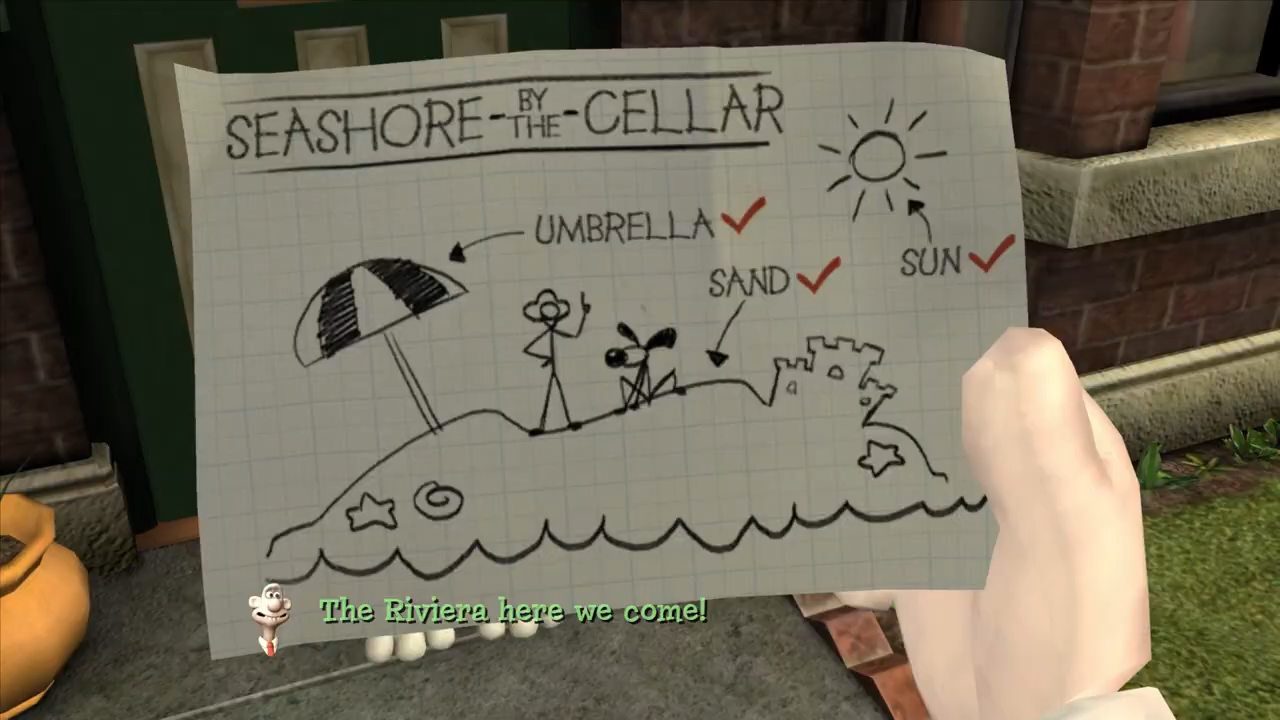 SEASHORE-BY THE-CELLAR
UMBRELLA
SAND
SUN
The Riviera here we come!